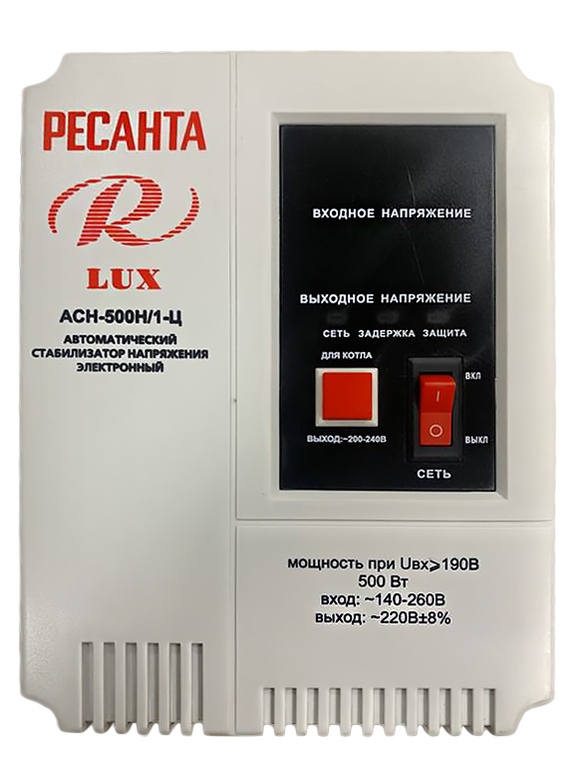 РЕСАНТА
R
LUX
АСН-500Н/1-Ц
АВТОМАТИЧЕСКИЙ
СТАБИЛИЗАТОР НАПРЯЖЕНИЯ
ЭЛЕКТРОННЫЙ
ВХОДНОЕ НАПРЯЖЕНИЕ
ВЫХОДНОЕ НАПРЯЖЕНИЕ
СЕТЬ ЗАДЕРЖКА ЗАЩИТА
ДЛЯ КОТЛА
ВЫХОД:~200-240В
ВКЛ
I
O
ВЫКЛ
СЕТЬ
мощность при Uвх⩾190В
500 Вт
вход: ~140-260В
выход: ~220В±8%